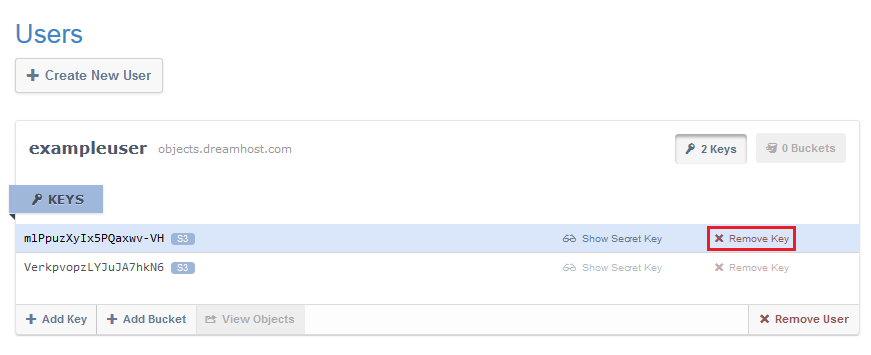 Users
Create New User
exampleuser objects.dreamhost.com 2 Keys 0 Buckets
KEYS
mlPpuzXyIx5PQaxwv-VH S3 Show Secret Key Remove Key
VerkpvopzLYJuJA7hkN6 S3 Show Secret Key Remove Key
Add Key Add Bucket View Objects Remove User